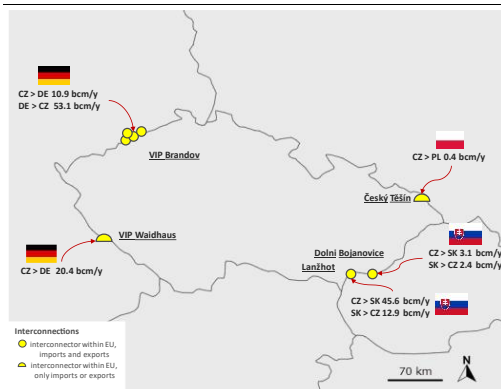 CZ > DE 10.9 bcm/y
DE > CZ 53.1 bcm/y
VIP Brandov
CZ > PL 0.4 bcm/y
Český Těšín
VIP Waidhaus
CZ > DE 20.4 bcm/y
Dolní Bojanovice
Lanžhot
CZ > SK 3.1 bcm/y
SK > CZ 2.4 bcm/y
CZ > SK 45.6 bcm/y
SK > CZ 12.9 bcm/y
Interconnections
interconnector within EU,
imports and exports
interconnector within EU,
only imports or exports
70 km
N